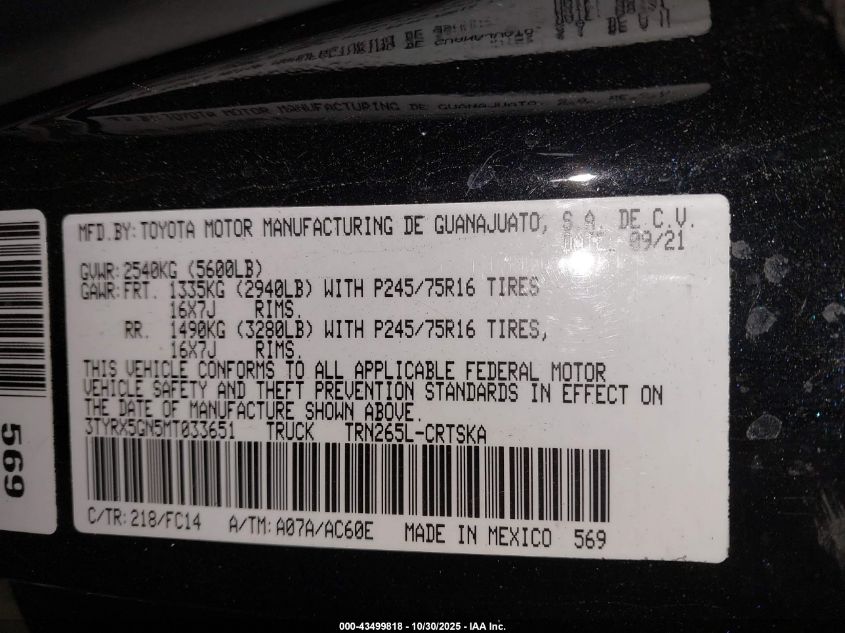 MFD.BY: TOYOTA MOTOR MANUFACTURING DE GUANAJUATO, S.A. DE C.V.
DATE: 09/21
GVWR: 2540KG (5600LB)
GAWR: FRT. 1335KG (2940LB) WITH P245/75R16 TIRES
16X7J RIMS.
RR. 1490KG (3280LB) WITH P245/75R16 TIRES,
16X7J RIMS.
THIS VEHICLE CONFORMS TO ALL APPLICABLE FEDERAL MOTOR
VEHICLE SAFETY AND THEFT PREVENTION STANDARDS IN EFFECT ON
THE DATE OF MANUFACTURE SHOWN ABOVE.
3TYRX5GN5MT033651 TRUCK TRN265L-CRTSKA
C/TR: 218/FC14 A/TM: A07A/AC60E MADE IN MEXICO 569
569
000-43499818 - 10/30/2025 - IAA Inc.